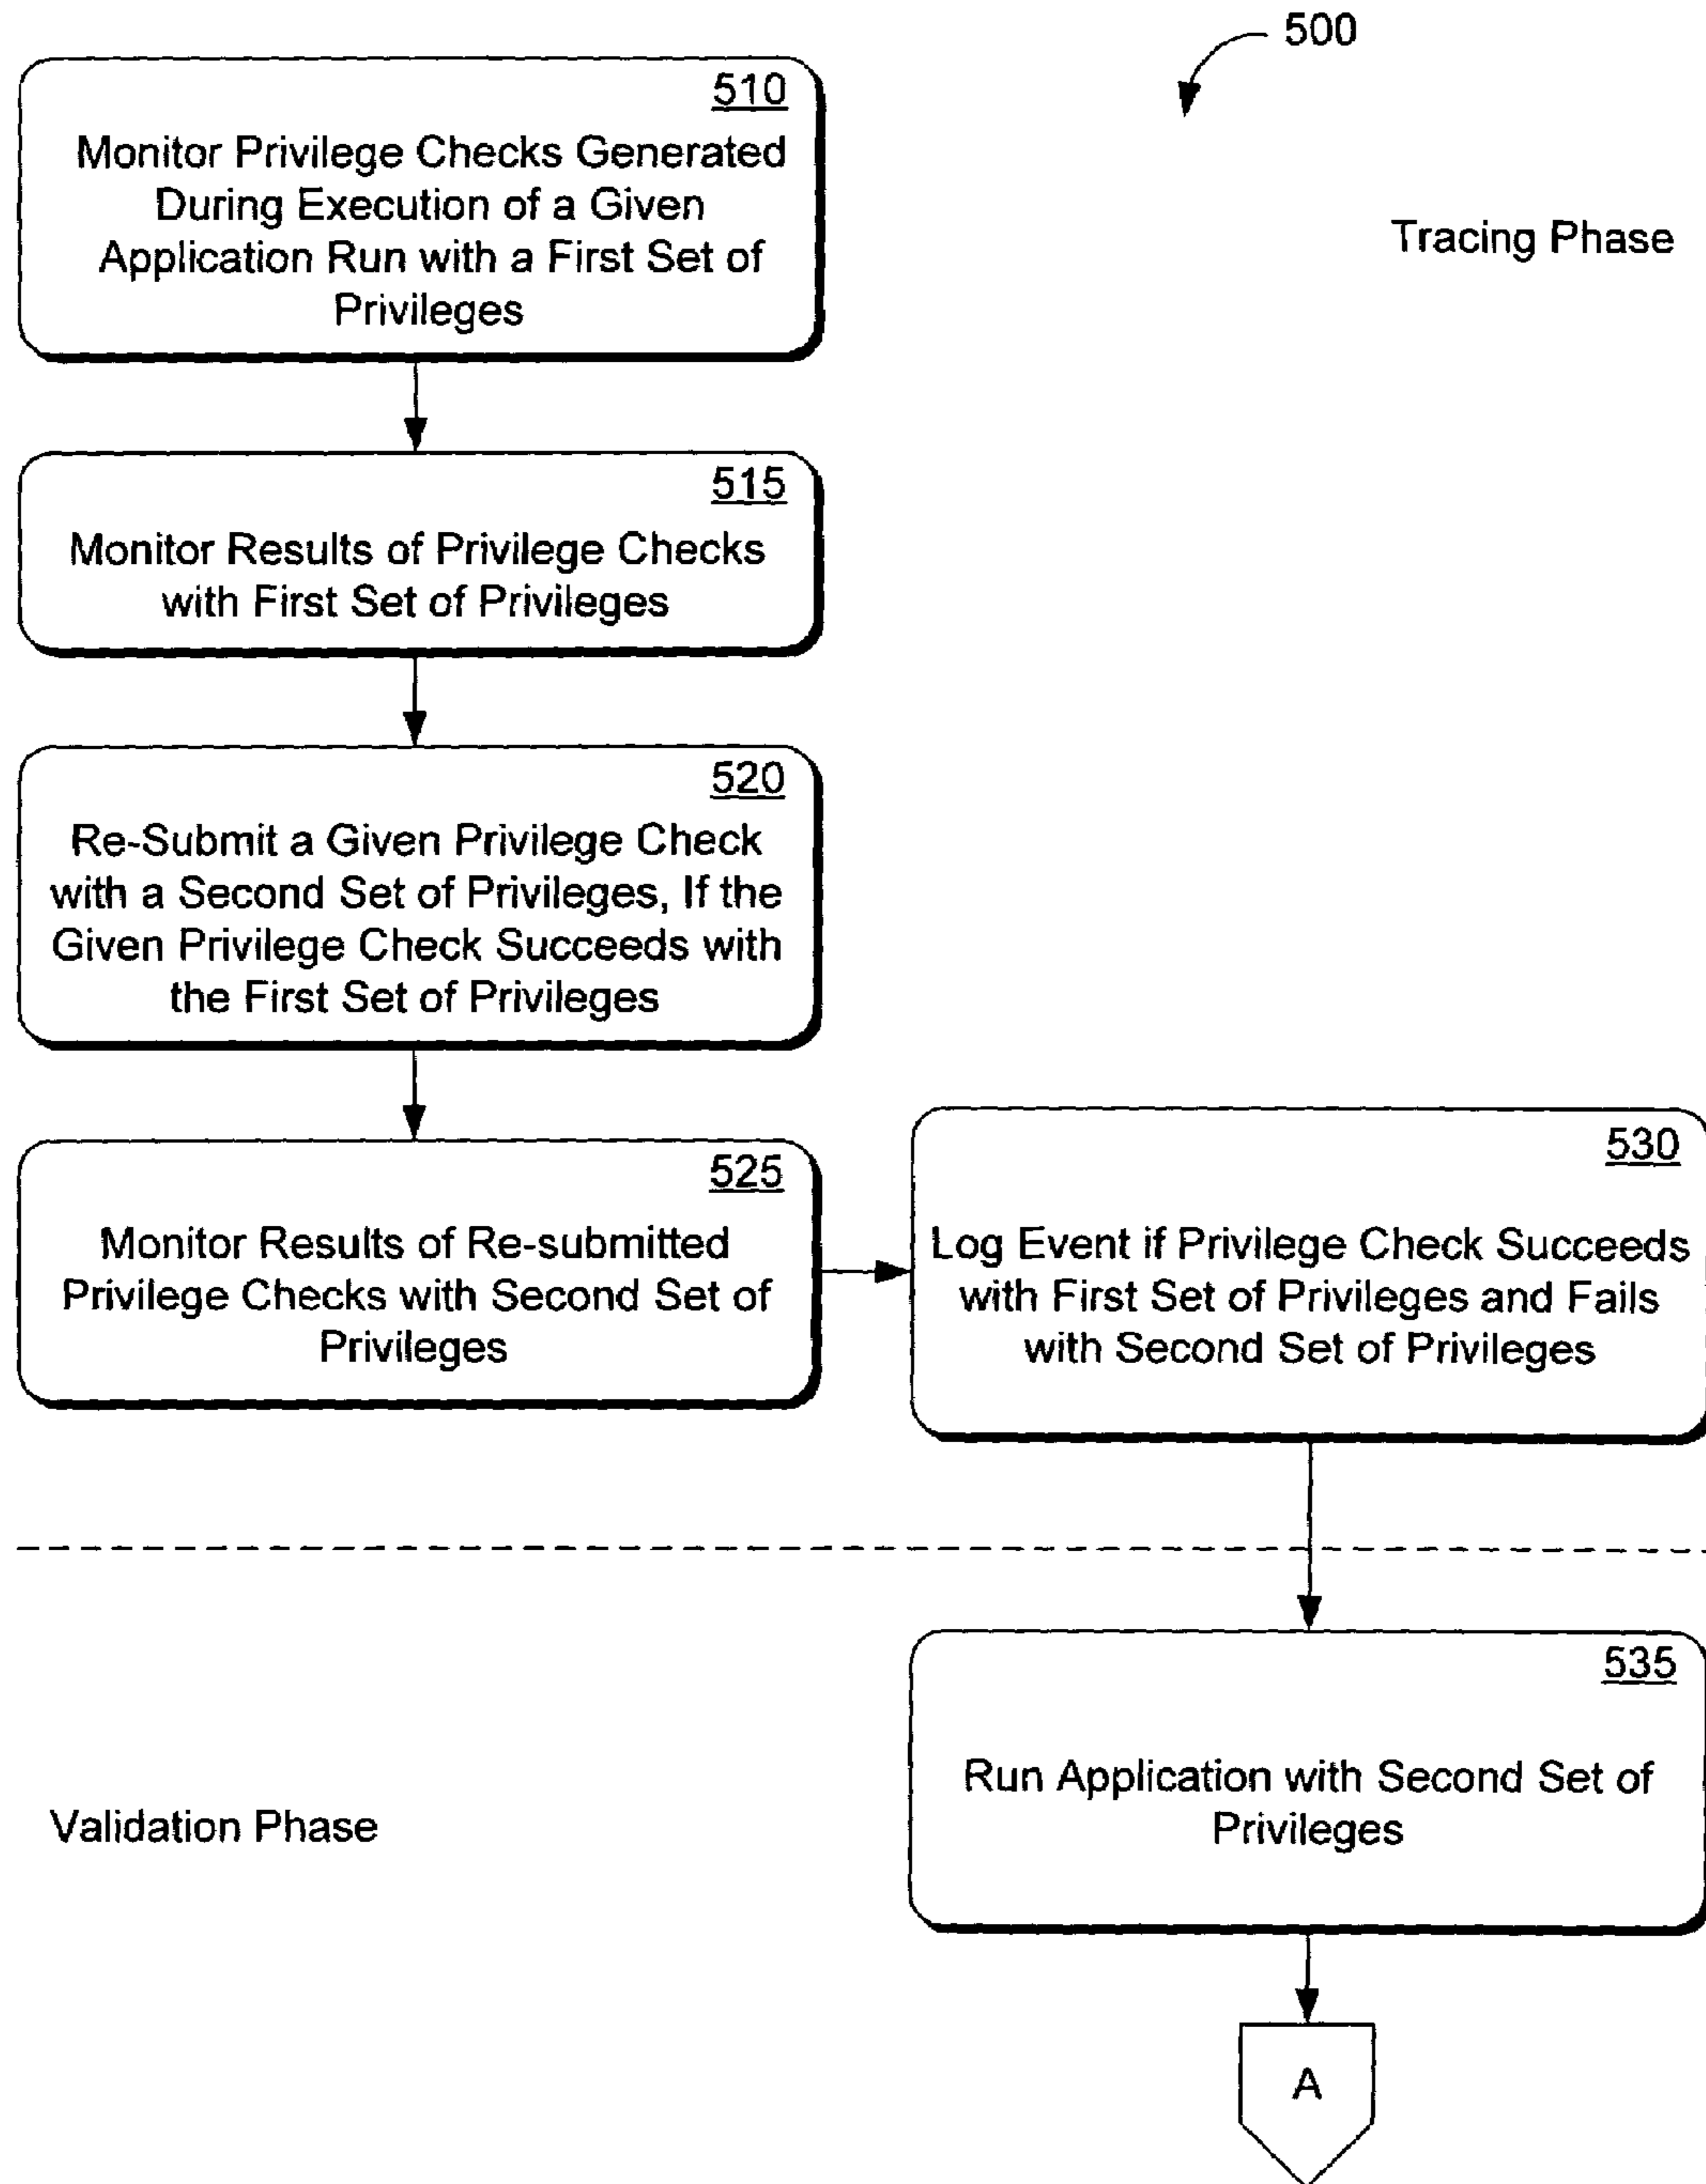 500
510
Monitor Privilege Checks Generated
During Execution of a Given
Application Run with a First Set of
Privileges
Tracing Phase
515
Monitor Results of Privilege Checks
with First Set of Privileges
520
Re-Submit a Given Privilege Check
with a Second Set of Privileges, If the
Given Privilege Check Succeeds with
the First Set of Privileges
525
Monitor Results of Re-submitted
Privilege Checks with Second Set of
Privileges
530
Log Event if Privilege Check Succeeds
with First Set of Privileges and Fails
with Second Set of Privileges
535
Run Application with Second Set of
Privileges
Validation Phase
A